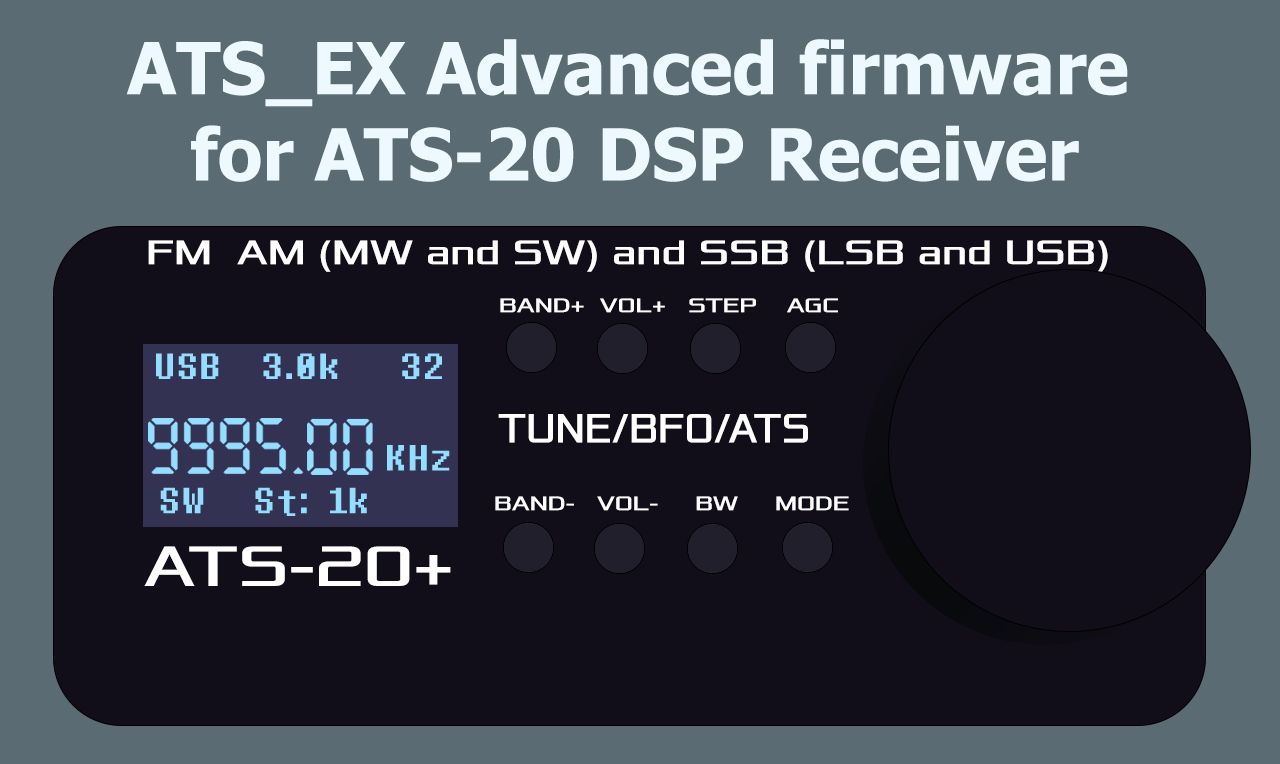 ATS_EX Advanced firmware
for ATS-20 DSP Receiver
FM AM (MW and SW) and SSB (LSB and USB)
BAND+ VOL+ STEP AGC
USB 3.0k 32
9995.00 KHz
SW St: 1k
TUNE/BFO/ATS
BAND- VOL- BW MODE
ATS-20+